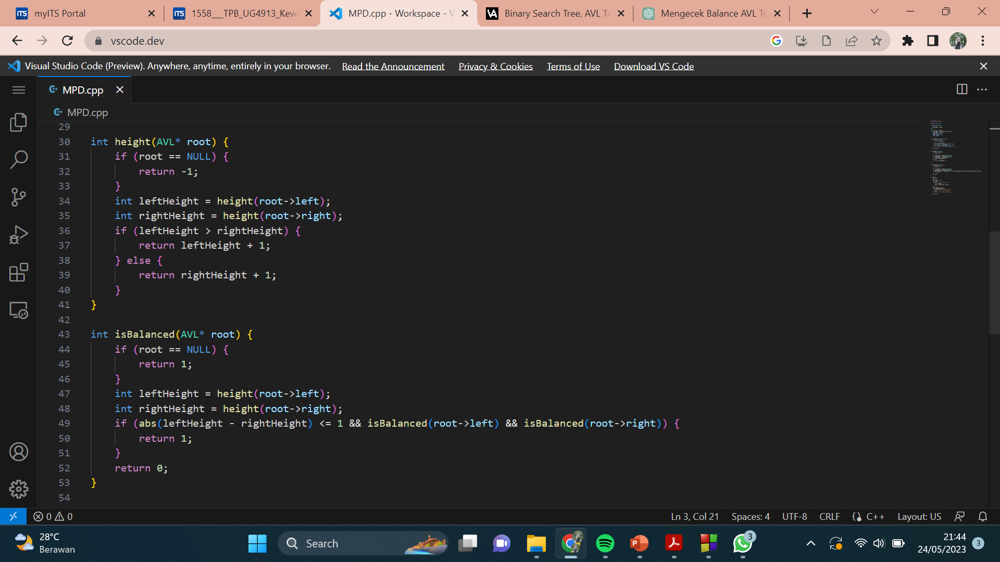 myITS Portal
1558___TPB_UG4913_Kewa
MPD.cpp - Workspace - V
Binary Search Tree, AVL Tr
Mengecek Balance AVL Tr
vscode.dev
Visual Studio Code (Preview). Anywhere, anytime, entirely in your browser. Read the Announcement Privacy & Cookies Terms of Use Download VS Code
MPD.cpp
MPD.cpp
29
30 int height(AVL* root) {
31 if (root == NULL) {
32 return -1;
33 }
34 int leftHeight = height(root->left);
35 int rightHeight = height(root->right);
36 if (leftHeight > rightHeight) {
37 return leftHeight + 1;
38 } else {
39 return rightHeight + 1;
40 }
41 }
42
43 int isBalanced(AVL* root) {
44 if (root == NULL) {
45 return 1;
46 }
47 int leftHeight = height(root->left);
48 int rightHeight = height(root->right);
49 if (abs(leftHeight - rightHeight) <= 1 && isBalanced(root->left) && isBalanced(root->right)) {
50 return 1;
51 }
52 return 0;
53 }
54
0 0 Ln 3, Col 21 Spaces: 4 UTF-8 CRLF C++ Layout: US
28°C
Berawan
Search
3
21:44
24/05/2023
3